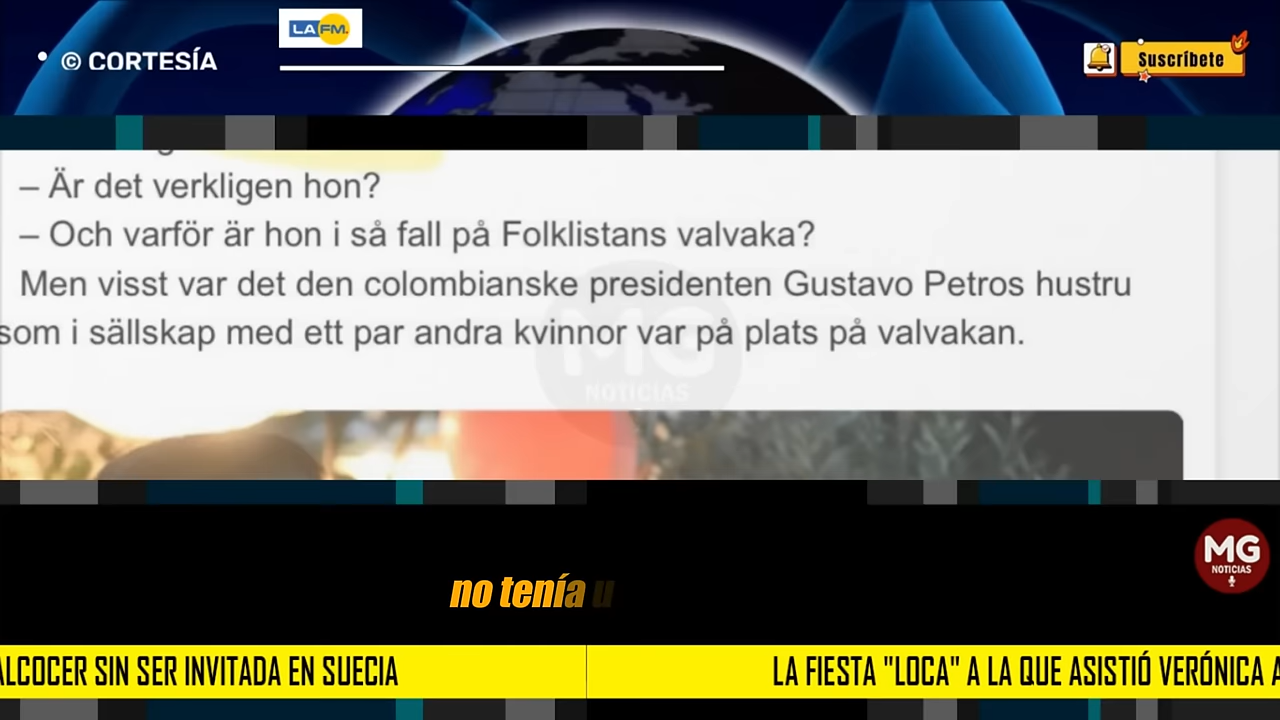 LA FM.
© CORTESÍA
Suscríbete
– Är det verkligen hon?
– Och varför är hon i så fall på Folklistans valvaka?
Men visst var det den colombianske presidenten Gustavo Petros hustru
som i sällskap med ett par andra kvinnor var på plats på valvakan.
MG
NOTICIAS
MG
NOTICIAS
no tenía u
ALCOCER SIN SER INVITADA EN SUECIA
LA FIESTA "LOCA" A LA QUE ASISTIÓ VERÓNICA A